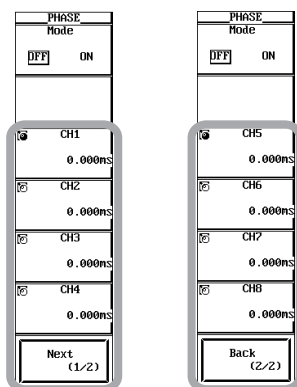 PHASE
Mode
OFF ON
CH1
0.000ms
CH2
0.000ms
CH3
0.000ms
CH4
0.000ms
Next
(1/2)
PHASE
Mode
OFF ON
CH5
0.000ms
CH6
0.000ms
CH7
0.000ms
CH8
0.000ms
Back
(2/2)